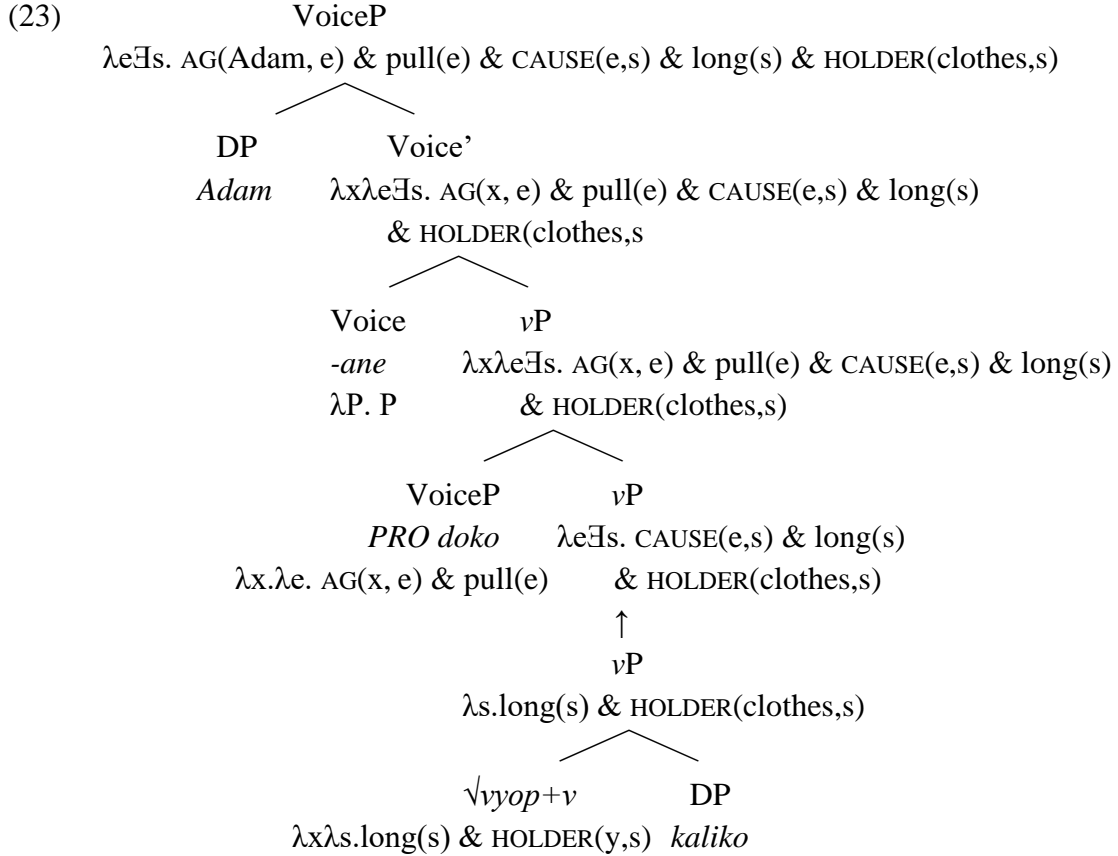 (23) VoiceP
λe∃s. AG(Adam, e) & pull(e) & CAUSE(e,s) & long(s) & HOLDER(clothes,s)
DP Voice’
Adam λxλe∃s. AG(x, e) & pull(e) & CAUSE(e,s) & long(s)
& HOLDER(clothes,s
Voice vP
-ane λxλe∃s. AG(x, e) & pull(e) & CAUSE(e,s) & long(s)
λP. P & HOLDER(clothes,s)
VoiceP vP
PRO doko λe∃s. CAUSE(e,s) & long(s)
λx.λe. AG(x, e) & pull(e) & HOLDER(clothes,s)
↑
vP
λs.long(s) & HOLDER(clothes,s)
√vyop+v DP
λxλs.long(s) & HOLDER(y,s) kaliko